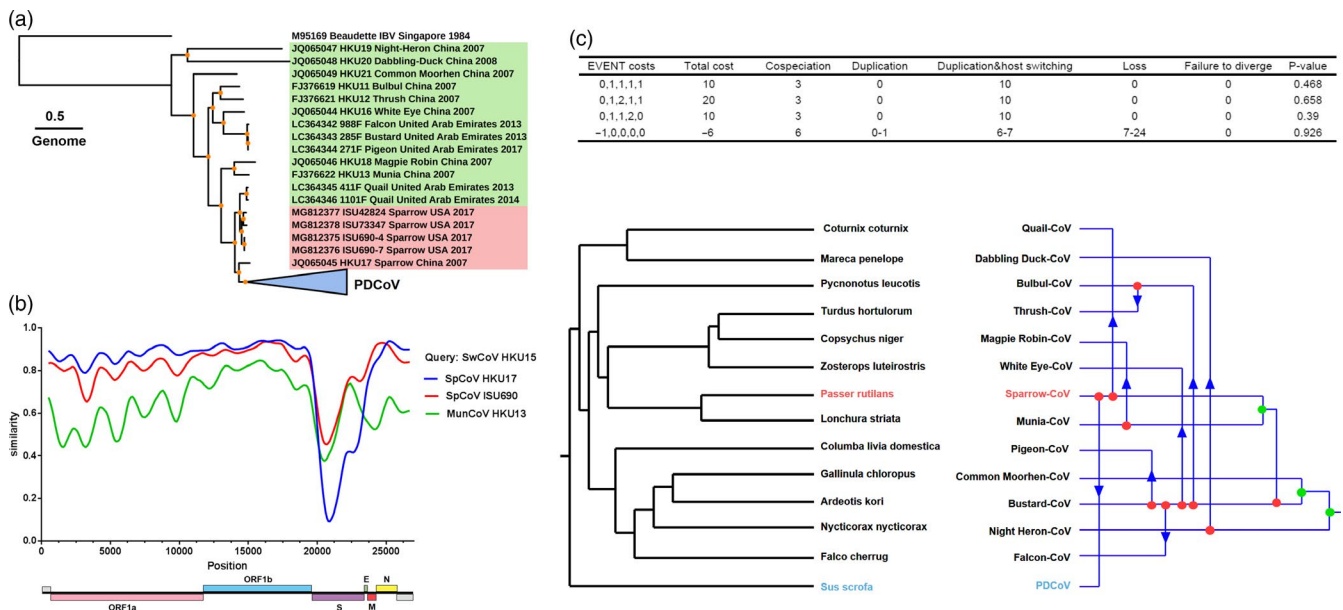 (a)
M95169 Beaudette IBV Singapore 1984
JQ065047 HKU19 Night-Heron China 2007
JQ065048 HKU20 Dabbling-Duck China 2008
JQ065049 HKU21 Common Moorhen China 2007
FJ376619 HKU11 Bulbul China 2007
FJ376621 HKU12 Thrush China 2007
JQ065044 HKU16 White Eye China 2007
LC364342 988F Falcon United Arab Emirates 2013
LC364343 285F Bustard United Arab Emirates 2013
LC364344 271F Pigeon United Arab Emirates 2017
JQ065046 HKU18 Magpie Robin China 2007
FJ376622 HKU13 Munia China 2007
LC364345 411F Quail United Arab Emirates 2013
LC364346 1101F Quail United Arab Emirates 2014
MG812377 ISU42824 Sparrow USA 2017
MG812378 ISU73347 Sparrow USA 2017
MG812375 ISU690-4 Sparrow USA 2017
MG812376 ISU690-7 Sparrow USA 2017
JQ065045 HKU17 Sparrow China 2007
PDCoV
0.5
Genome
(b)
Query: SwCoV HKU15
SpCoV HKU17
SpCoV ISU690
MunCoV HKU13
similarity
1.0
0.8
0.6
0.4
0.2
0.0
0 5000 10000 15000 20000 25000
Position
ORF1a
ORF1b
S
E
M
N
(c)
EVENT costs Total cost Cospeciation Duplication Duplication&host switching Loss Failure to diverge P-value
0,1,1,1,1 10 3 0 10 0 0 0.468
0,1,2,1,1 20 3 0 10 0 0 0.658
0,1,1,2,0 10 3 0 10 0 0 0.39
−1,0,0,0,0 −6 6 0-1 6-7 7-24 0 0.926
Coturnix coturnix
Mareca penelope
Pycnonotus leucotis
Turdus hortulorum
Copsychus niger
Zosterops luteirostris
Passer rutilans
Lonchura striata
Columba livia domestica
Gallinula chloropus
Ardeotis kori
Nycticorax nycticorax
Falco cherrug
Sus scrofa
Quail-CoV
Dabbling Duck-CoV
Bulbul-CoV
Thrush-CoV
Magpie Robin-CoV
White Eye-CoV
Sparrow-CoV
Munia-CoV
Pigeon-CoV
Common Moorhen-CoV
Bustard-CoV
Night Heron-CoV
Falcon-CoV
PDCoV